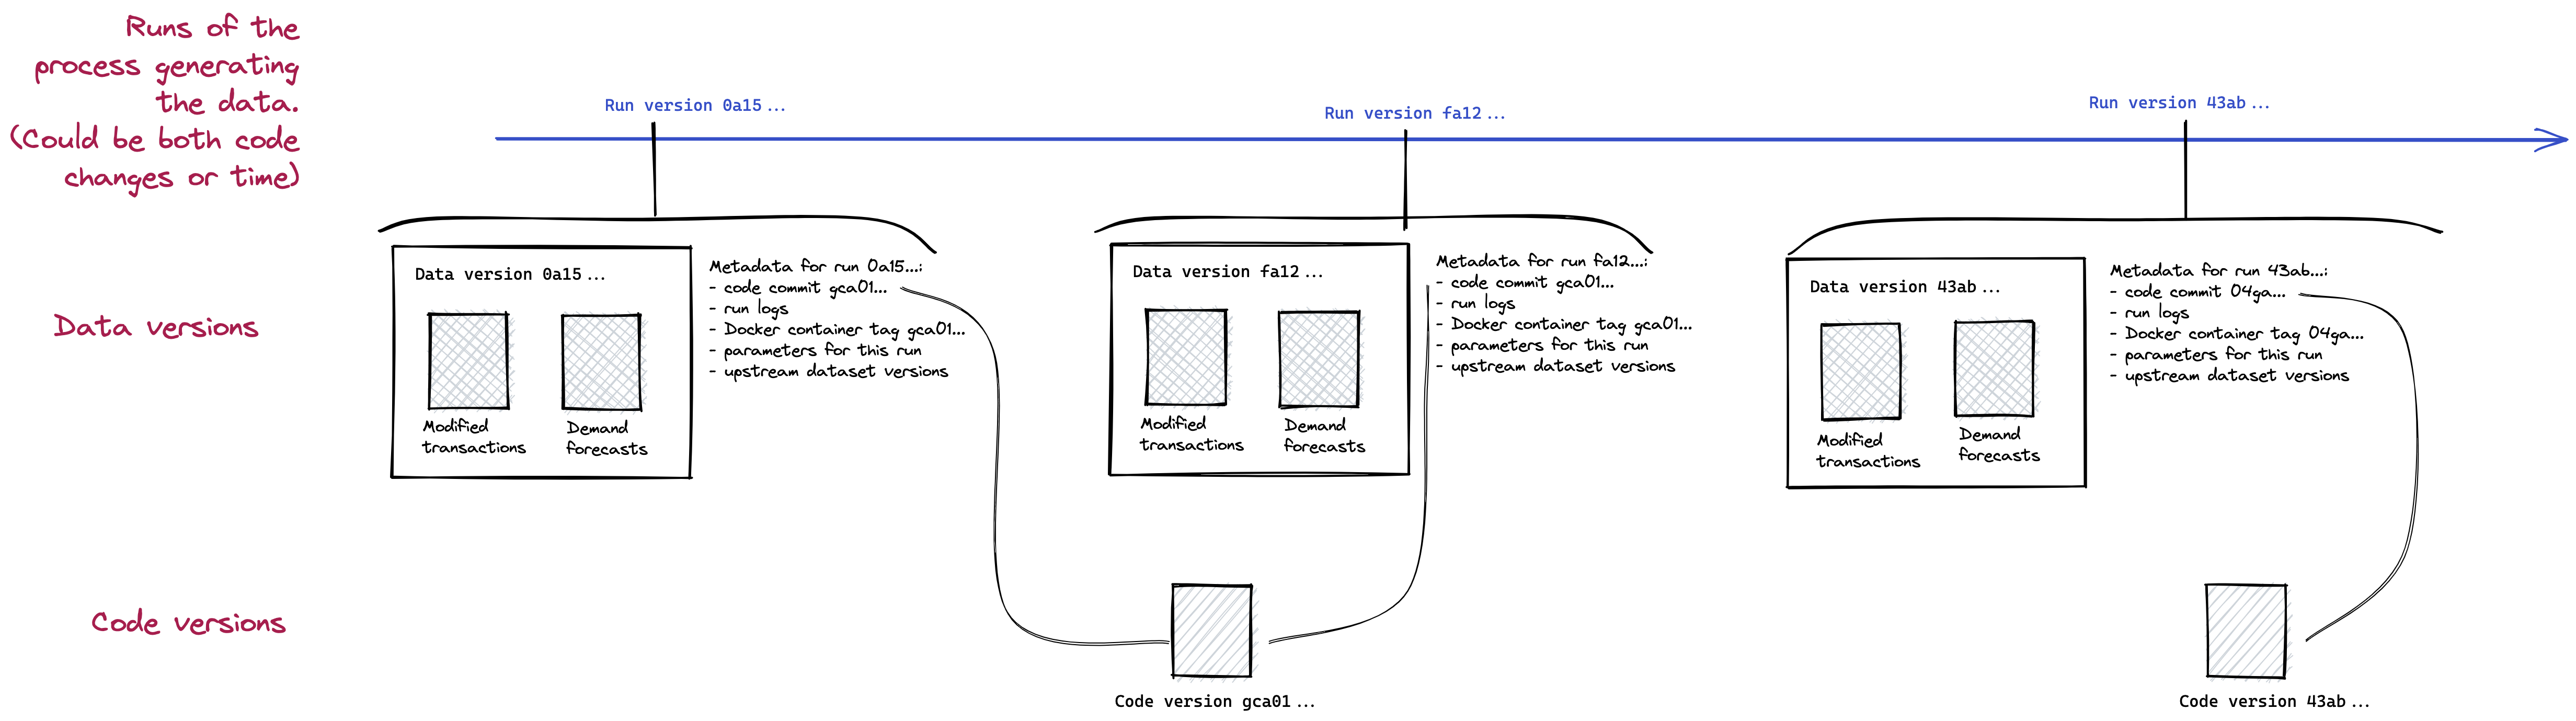 Runs of the
process generating
the data.
(Could be both code
changes or time)
Run version 0a15...
Run version fa12...
Run version 43ab...
Data versions
Data version 0a15...
Modified
transactions
Demand
forecasts
Metadata for run 0a15...:
- code commit gca01...
- run logs
- Docker container tag gca01...
- parameters for this run
- upstream dataset versions
Data version fa12...
Modified
transactions
Demand
forecasts
Metadata for run fa12...:
- code commit gca01...
- run logs
- Docker container tag gca01...
- parameters for this run
- upstream dataset versions
Data version 43ab...
Modified
transactions
Demand
forecasts
Metadata for run 43ab...:
- code commit 04ga...
- run logs
- Docker container tag 04ga...
- parameters for this run
- upstream dataset versions
Code versions
Code version gca01...
Code version 43ab...